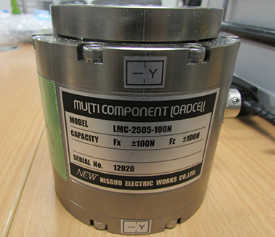 -Y
MULTI COMPONENT LOADCELL
MODEL LMC-2505-100N
CAPACITY Fx ±100N Fz ±100N
SERIAL No. 12020
NEW NISSHO ELECTRIC WORKS CO.,LTD.
-Y